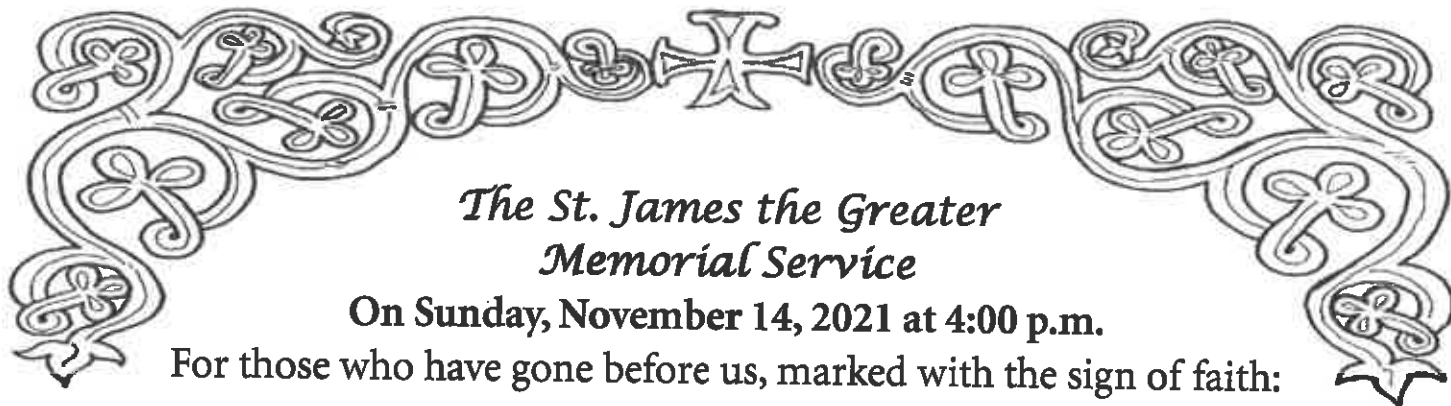 The St. James the Greater
Memorial Service
On Sunday, November 14, 2021 at 4:00 p.m.
For those who have gone before us, marked with the sign of faith: